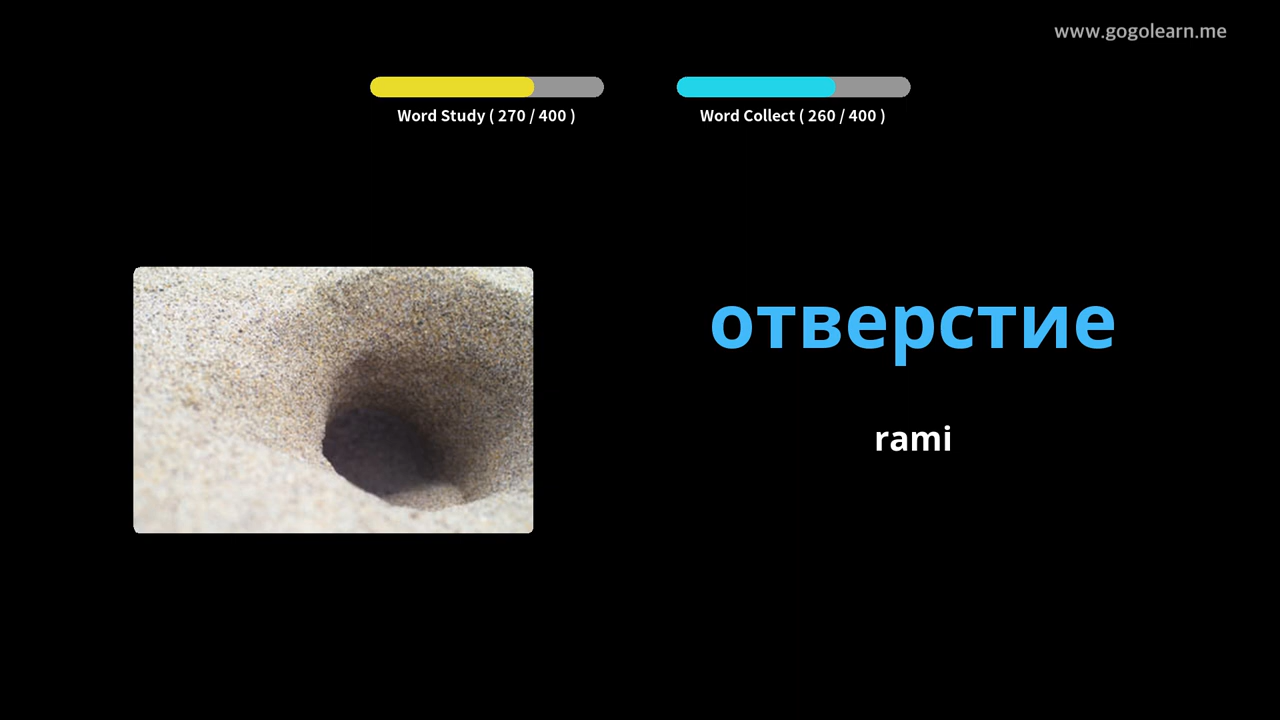 www.gogolearn.me
Word Study ( 270 / 400 )
Word Collect ( 260 / 400 )
отверстие
rami